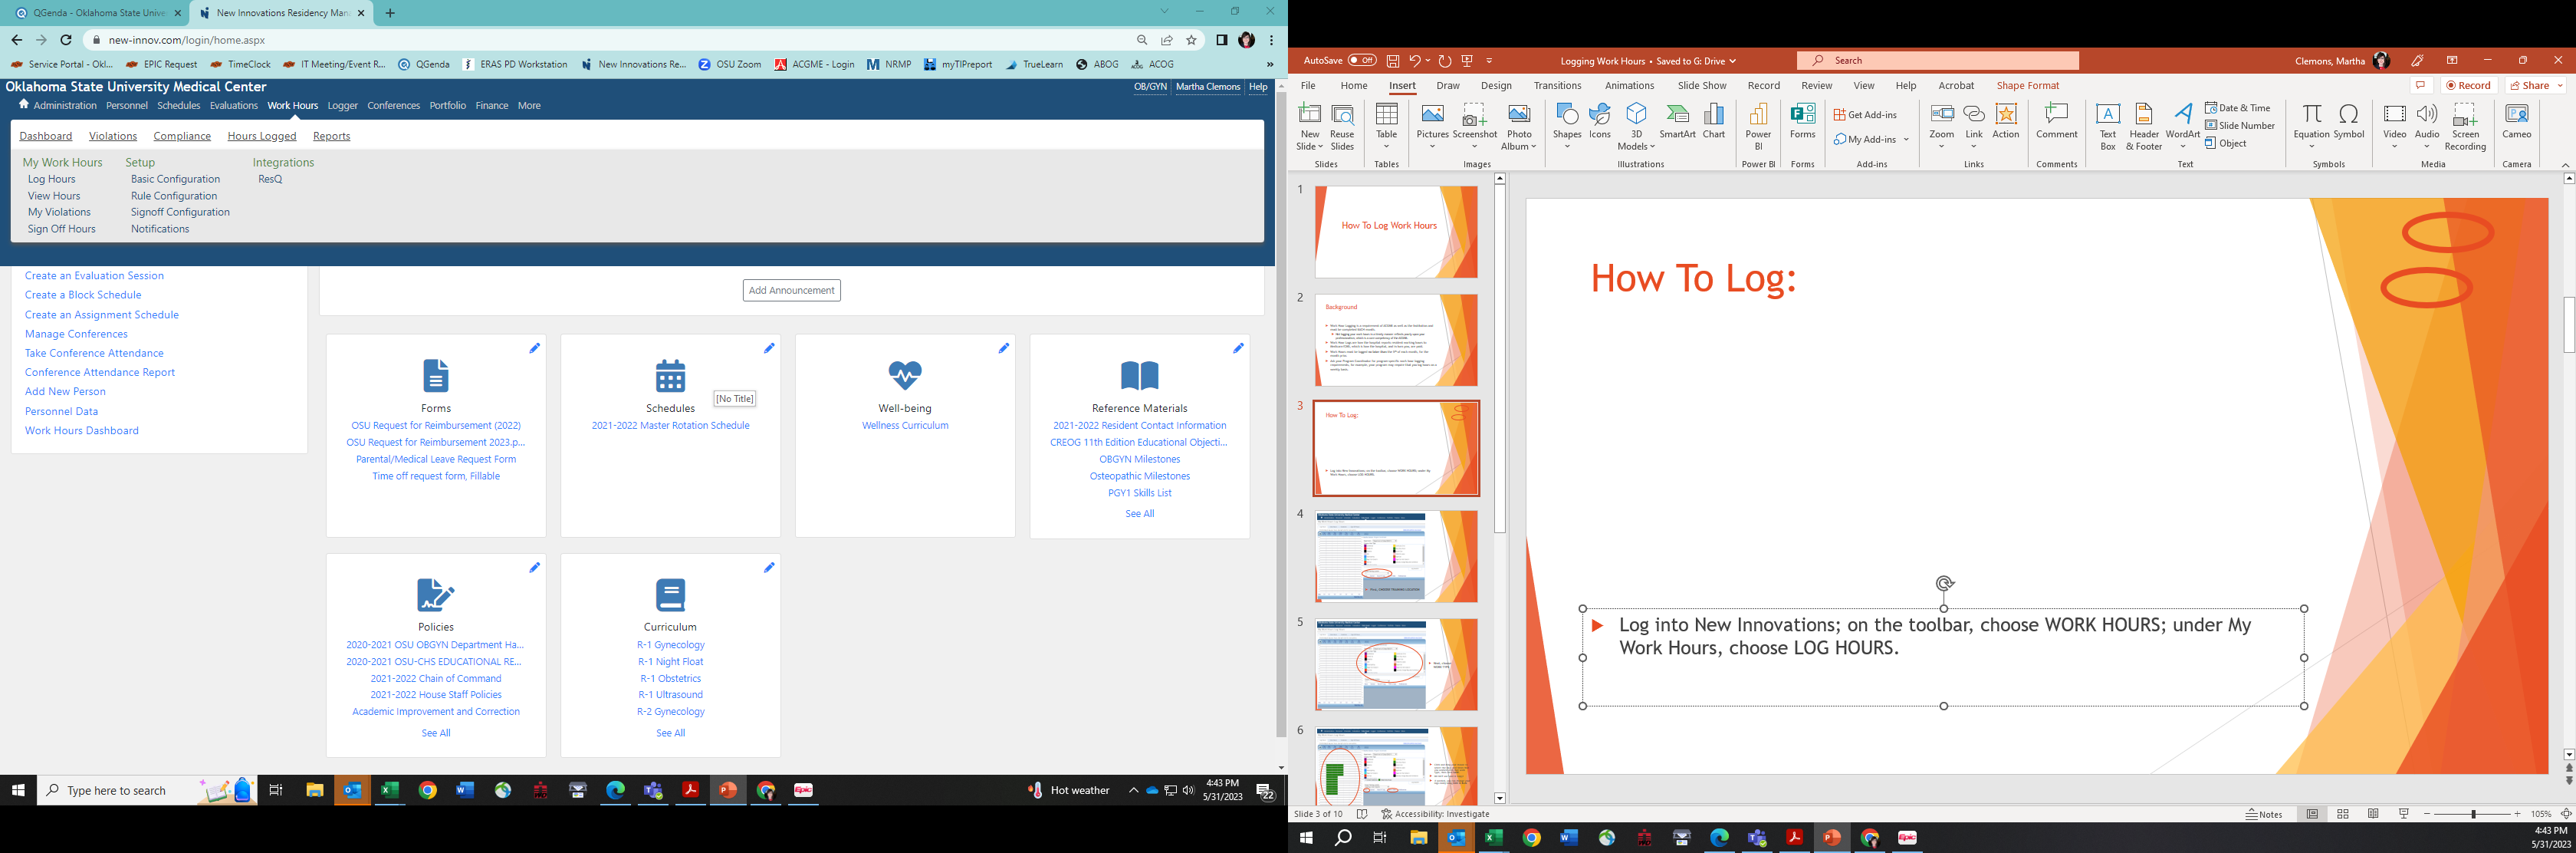 QGenda - Oklahoma State Unive
New Innovations Residency Man
new-innov.com/login/home.aspx
Service Portal - Okl...
EPIC Request
TimeClock
IT Meeting/Event R...
QGenda
ERAS PD Workstation
New Innovations Re...
OSU Zoom
ACGME - Login
NRMP
myTIPreport
TrueLearn
ABOG
ACOG
»
Oklahoma State University Medical Center
OB/GYN
Martha Clemons
Help
Administration
Personnel
Schedules
Evaluations
Work Hours
Logger
Conferences
Portfolio
Finance
More
Dashboard
Violations
Compliance
Hours Logged
Reports
My Work Hours
Log Hours
View Hours
My Violations
Sign Off Hours
Setup
Basic Configuration
Rule Configuration
Signoff Configuration
Notifications
Integrations
ResQ
Create an Evaluation Session
Create a Block Schedule
Create an Assignment Schedule
Manage Conferences
Take Conference Attendance
Conference Attendance Report
Add New Person
Personnel Data
Work Hours Dashboard
Add Announcement
Forms
OSU Request for Reimbursement (2022)
OSU Request for Reimbursement 2023.p...
Parental/Medical Leave Request Form
Time off request form, Fillable
Schedules
[No Title]
2021-2022 Master Rotation Schedule
Well-being
Wellness Curriculum
Reference Materials
2021-2022 Resident Contact Information
CREOG 11th Edition Educational Objecti...
OBGYN Milestones
Osteopathic Milestones
PGY1 Skills List
See All
Policies
2020-2021 OSU OBGYN Department Ha...
2020-2021 OSU-CHS EDUCATIONAL RE...
2021-2022 Chain of Command
2021-2022 House Staff Policies
Academic Improvement and Correction
See All
Curriculum
R-1 Gynecology
R-1 Night Float
R-1 Obstetrics
R-1 Ultrasound
R-2 Gynecology
See All
Type here to search
Epic
Hot weather
4:43 PM
5/31/2023
22
AutoSave
Off
Logging Work Hours • Saved to G: Drive
Search
Clemons, Martha
File
Home
Insert
Draw
Design
Transitions
Animations
Slide Show
Record
Review
View
Help
Acrobat
Shape Format
Record
Share
New Slide
Reuse Slides
Table
Pictures
Screenshot
Photo Album
Shapes
Icons
3D Models
SmartArt
Chart
Power BI
Forms
Get Add-ins
My Add-ins
Zoom
Link
Action
Comment
Text Box
Header & Footer
WordArt
Date & Time
Slide Number
Object
Equation
Symbol
Video
Audio
Screen Recording
Cameo
Slides
Tables
Images
Illustrations
Power BI
Forms
Add-ins
Links
Comments
Text
Symbols
Media
Camera
1
How To Log Work Hours
2
Background
3
How To Log:
4
5
6
How To Log:
Log into New Innovations; on the toolbar, choose WORK HOURS; under My
Work Hours, choose LOG HOURS.
Slide 3 of 10
Accessibility: Investigate
Notes
105%
Epic
4:43 PM
5/31/2023